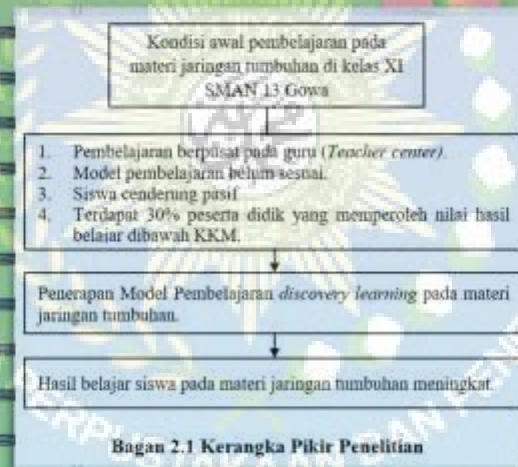 Kondisi awal pembelajaran pada
materi jaringan tumbuhan di kelas XI
SMAN 13 Gowa
1. Pembelajaran berpusat pada guru (Teacher center).
2. Model pembelajaran belum sesuai.
3. Siswa cenderung pasif
4. Terdapat 30% peserta didik yang memperoleh nilai hasil
belajar dibawah KKM.
Penerapan Model Pembelajaran discovery learning pada materi
jaringan tumbuhan.
Hasil belajar siswa pada materi jaringan tumbuhan meningkat.
Bagan 2.1 Kerangka Pikir Penelitian